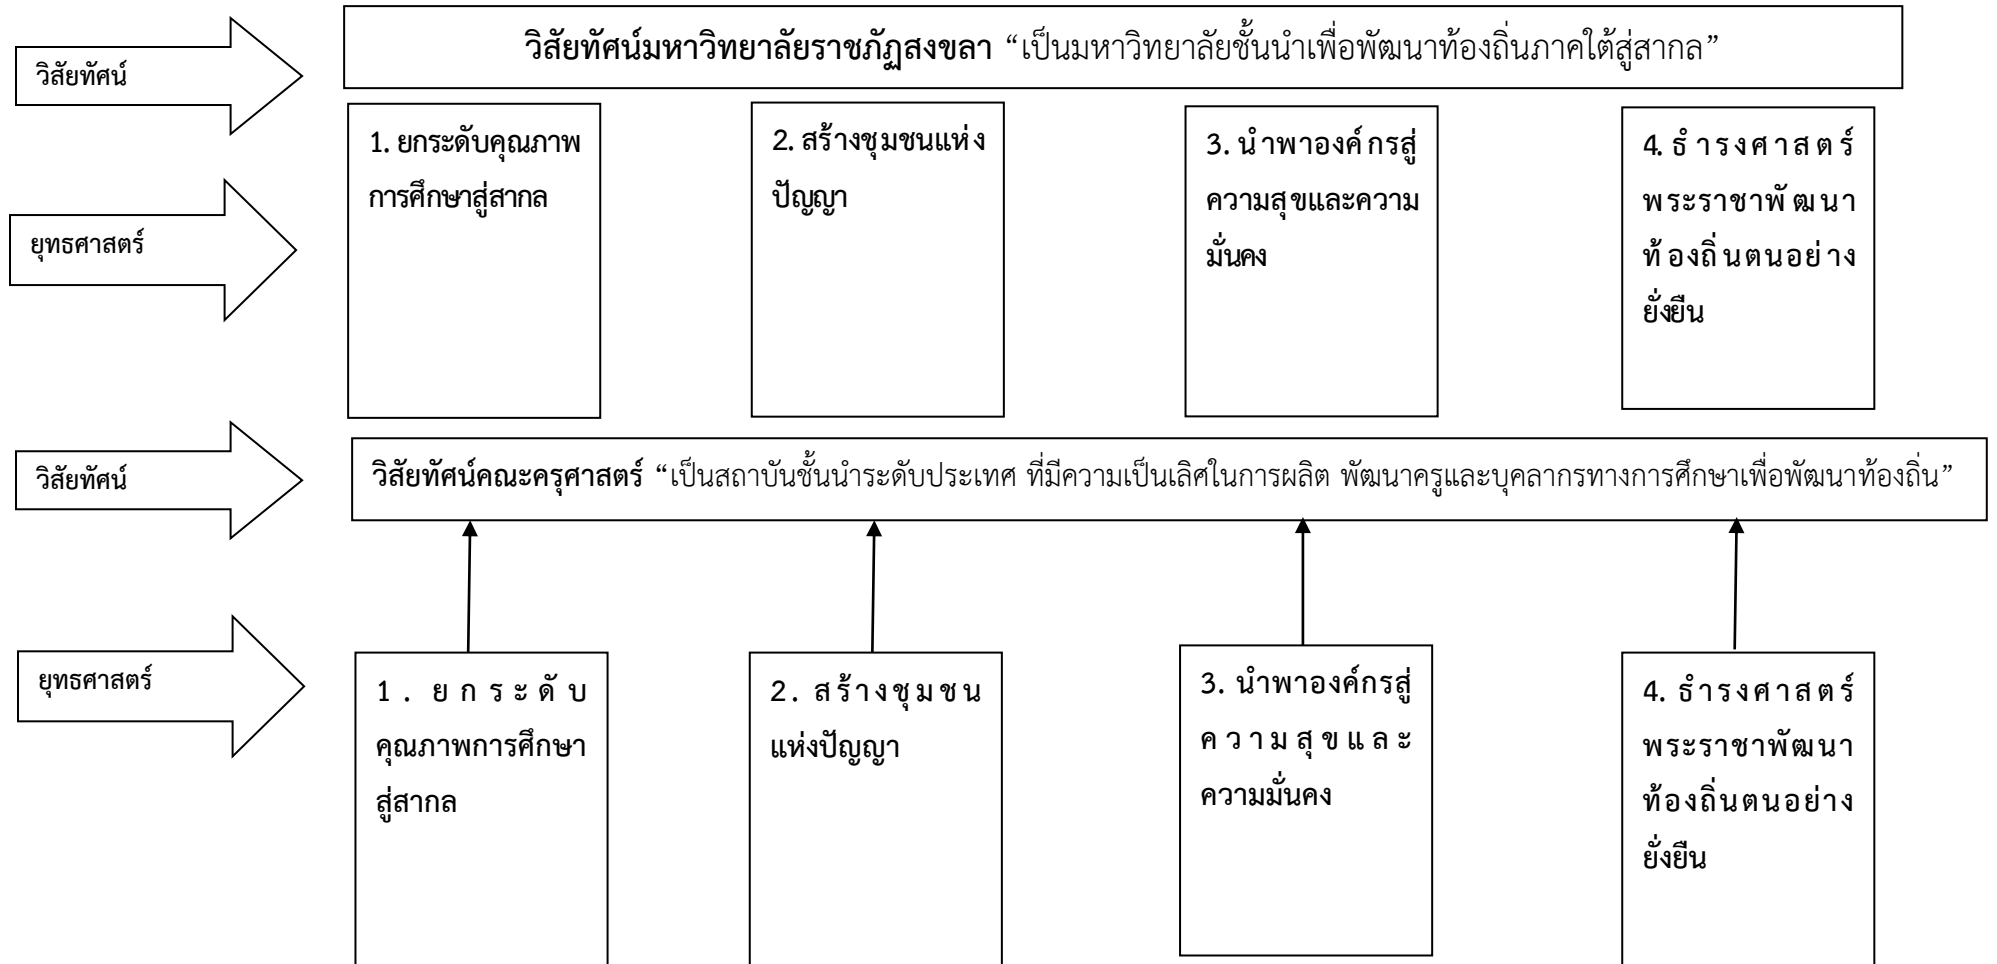 วิสัยทัศน์
วิสัยทัศน์มหาวิทยาลัยราชภัฏสงขลา “เป็นมหาวิทยาลัยชั้นนำเพื่อพัฒนาท้องถิ่นภาคใต้สู่สากล”
ยุทธศาสตร์
1. ยกระดับคุณภาพ
การศึกษาสู่สากล
2. สร้างชุมชนแห่ง
ปัญญา
3. นำพาองค์กรสู่
ความสุขและความ
มั่นคง
4. ธำรงศาสตร์
พระราชาพัฒนา
ท้องถิ่นตนอย่าง
ยั่งยืน
วิสัยทัศน์
วิสัยทัศน์คณะครุศาสตร์ “เป็นสถาบันชั้นนำระดับประเทศ ที่มีความเป็นเลิศในการผลิต พัฒนาครูและบุคลากรทางการศึกษาเพื่อพัฒนาท้องถิ่น”
ยุทธศาสตร์
1. ยกระดับ
คุณภาพการศึกษา
สู่สากล
2. สร้างชุมชน
แห่งปัญญา
3. นำพาองค์กรสู่
ความสุขและ
ความมั่นคง
4. ธำรงศาสตร์
พระราชาพัฒนา
ท้องถิ่นตนอย่าง
ยั่งยืน